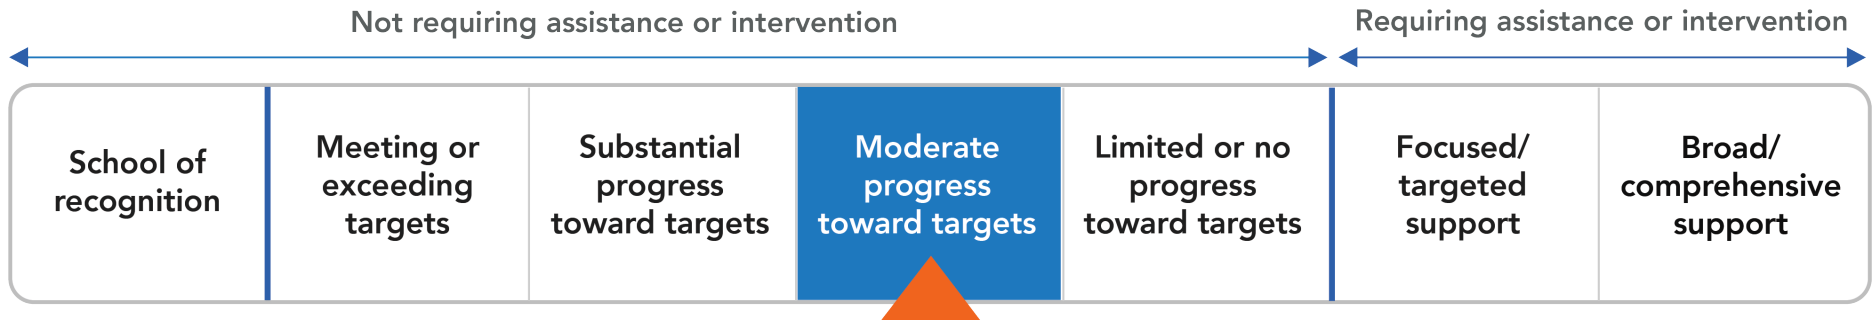 Not requiring assistance or intervention
Requiring assistance or intervention
School of
recognition
Meeting or
exceeding
targets
Substantial
progress
toward targets
Moderate
progress
toward targets
Limited or no
progress
toward targets
Focused/
targeted
support
Broad/
comprehensive
support